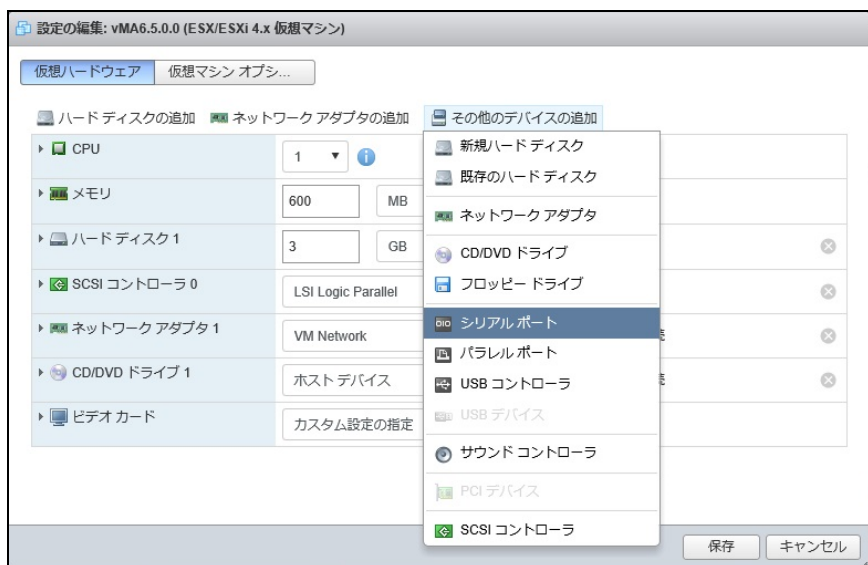 設定の編集: vMA6.5.0.0 (ESX/ESXi 4.x 仮想マシン)
仮想ハードウェア 仮想マシン オプシ...
ハード ディスクの追加 ネットワーク アダプタの追加 その他のデバイスの追加
CPU 1
メモリ 600 MB
ハード ディスク 1 3 GB
SCSI コントローラ 0 LSI Logic Parallel
ネットワーク アダプタ 1 VM Network
CD/DVD ドライブ 1 ホスト デバイス
ビデオ カード カスタム設定の指定
新規ハード ディスク
既存のハード ディスク
ネットワーク アダプタ
CD/DVD ドライブ
フロッピー ドライブ
シリアル ポート
パラレル ポート
USB コントローラ
USB デバイス
サウンド コントローラ
PCI デバイス
SCSI コントローラ
保存 キャンセル